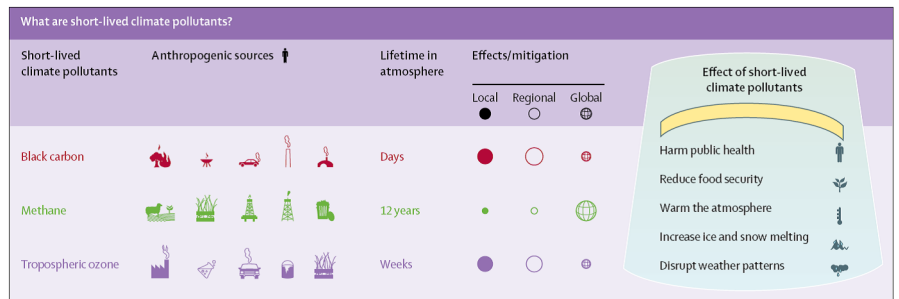 What are short-lived climate pollutants?
Short-lived
climate pollutants
Anthropogenic sources
Lifetime in
atmosphere
Effects/mitigation
Local
Regional
Global
Black carbon
Days
Methane
12 years
Tropospheric ozone
Weeks
Effect of short-lived
climate pollutants
Harm public health
Reduce food security
Warm the atmosphere
Increase ice and snow melting
Disrupt weather patterns